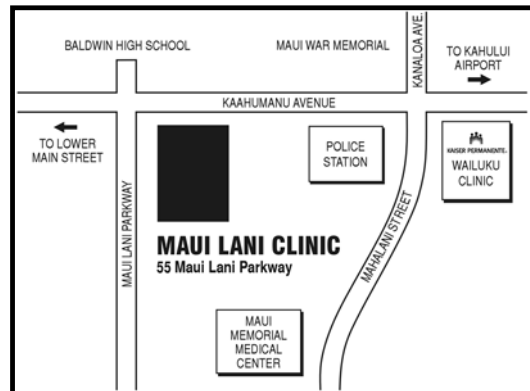 BALDWIN HIGH SCHOOL
MAUI WAR MEMORIAL
KANALOA AVE.
TO KAHULUI
AIRPORT
KAAHUMANU AVENUE
TO LOWER
MAIN STREET
MAUI LANI PARKWAY
POLICE
STATION
KAISER PERMANENTE.
WAILUKU
CLINIC
MAHALANI STREET
MAUI LANI CLINIC
55 Maui Lani Parkway
MAUI
MEMORIAL
MEDICAL
CENTER